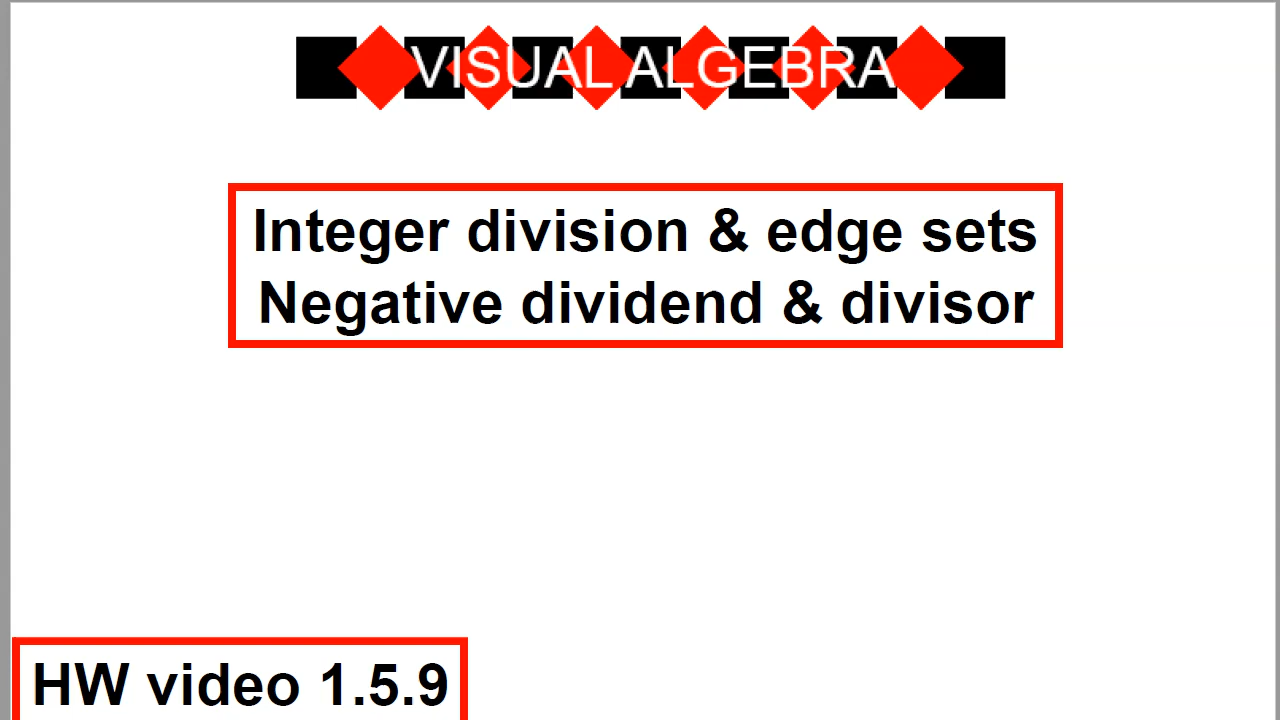 VISUAL ALGEBRA
Integer division & edge sets
Negative dividend & divisor
HW video 1.5.9